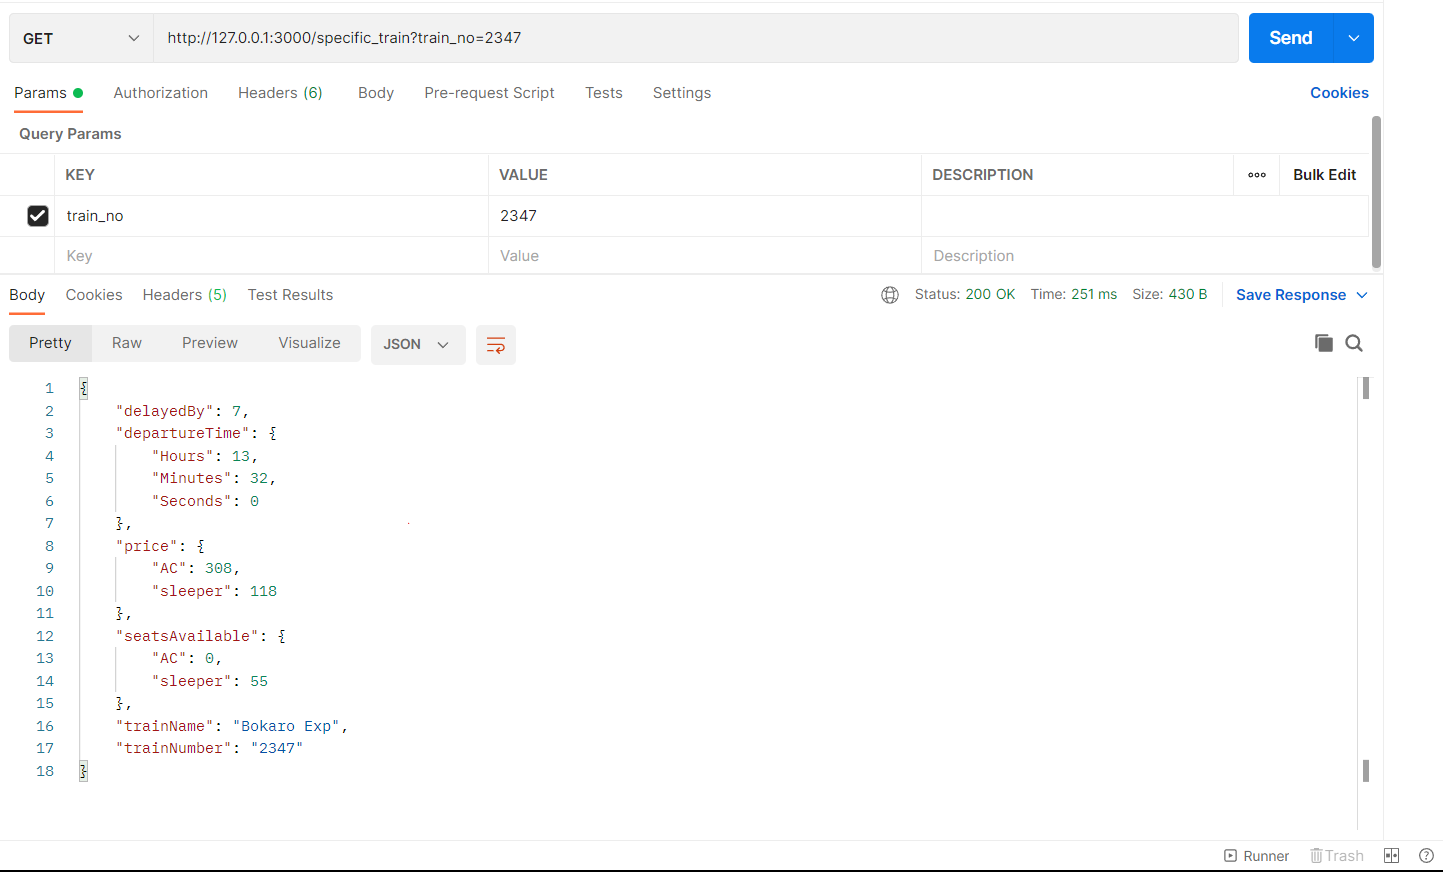 GET http://127.0.0.1:3000/specific_train?train_no=2347 Send
Params Authorization Headers (6) Body Pre-request Script Tests Settings Cookies
Query Params
KEY VALUE DESCRIPTION ooo Bulk Edit
train_no 2347
Key Value Description
Body Cookies Headers (5) Test Results Status: 200 OK Time: 251 ms Size: 430 B Save Response
Pretty Raw Preview Visualize JSON
1 {
2 "delayedBy": 7,
3 "departureTime": {
4 "Hours": 13,
5 "Minutes": 32,
6 "Seconds": 0
7 },
8 "price": {
9 "AC": 308,
10 "sleeper": 118
11 },
12 "seatsAvailable": {
13 "AC": 0,
14 "sleeper": 55
15 },
16 "trainName": "Bokaro Exp",
17 "trainNumber": "2347"
18 }
Runner Trash ?